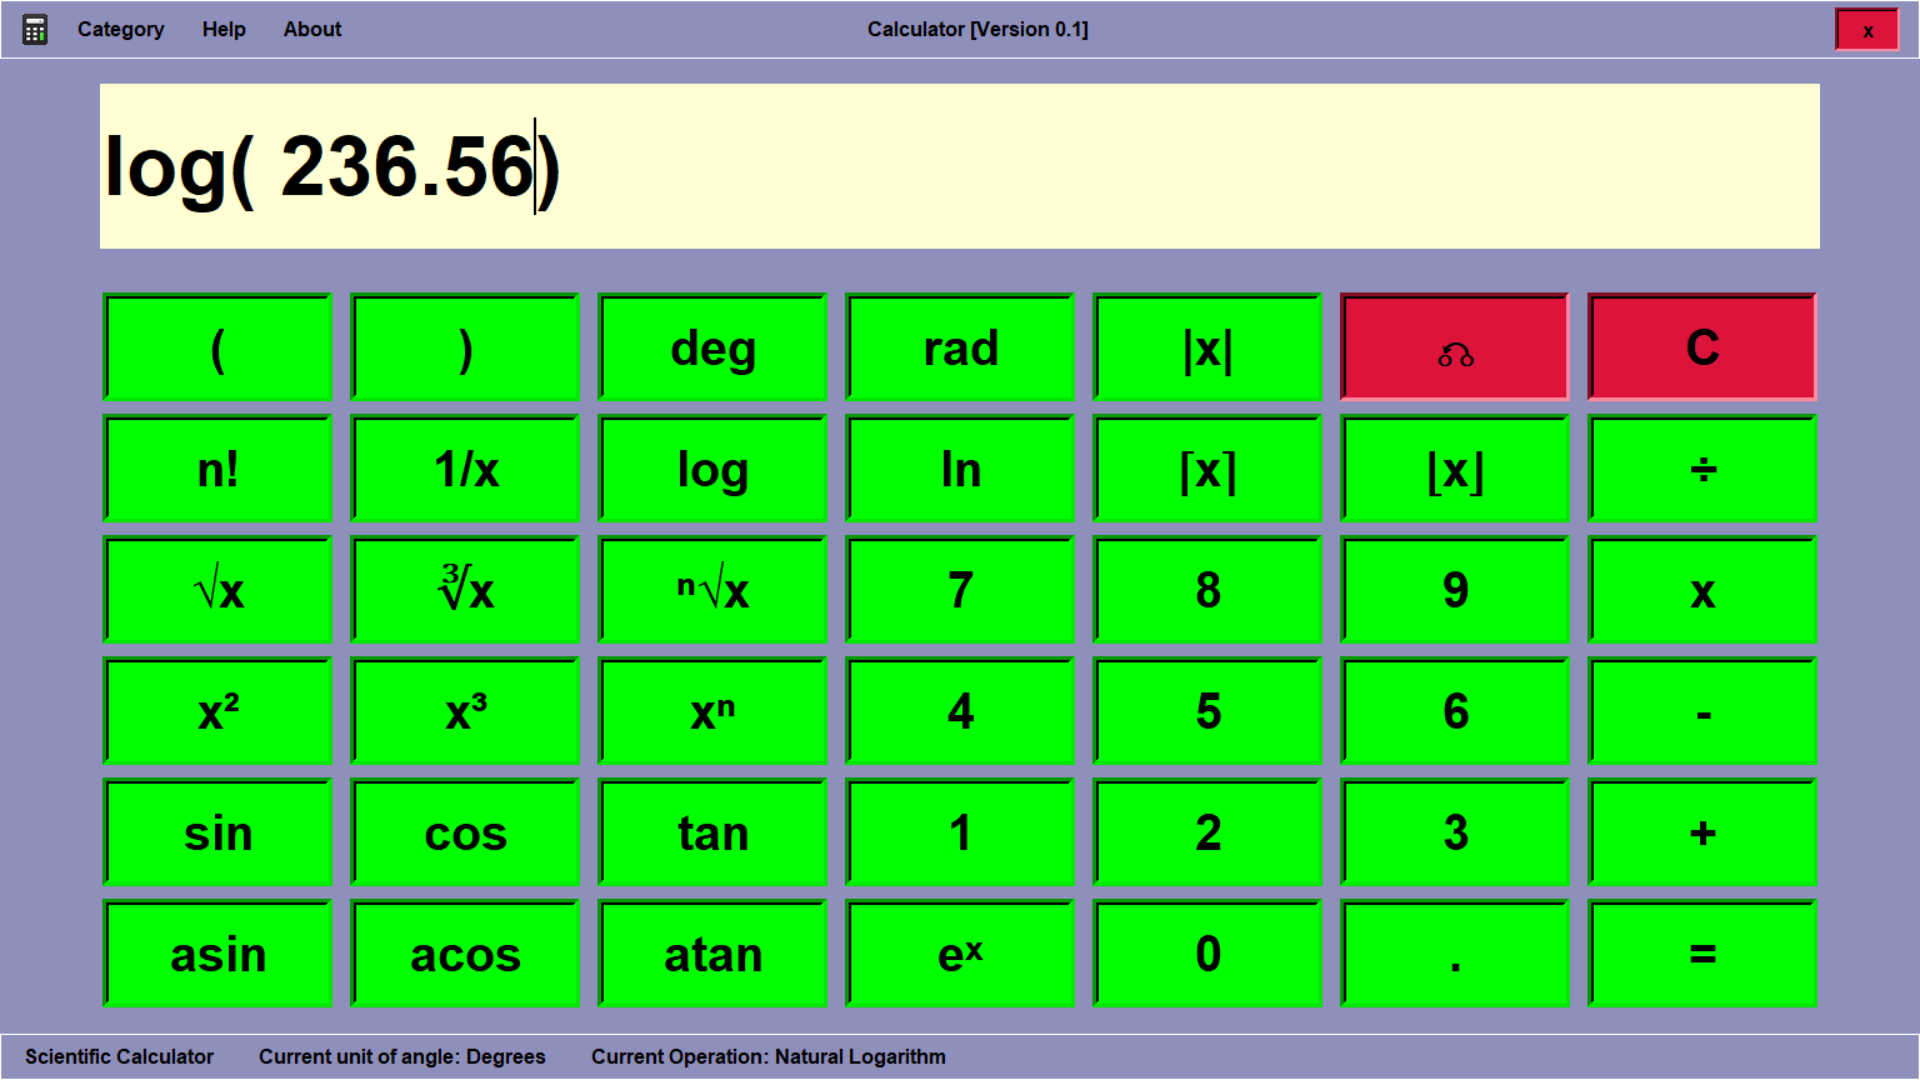 Category Help About Calculator [Version 0.1] x
log( 236.56)
( ) deg rad |x| C
n! 1/x log ln ⌈x⌉ ⌊x⌋ ÷
√x ∛x ⁿ√x 7 8 9 x
x² x³ xⁿ 4 5 6 -
sin cos tan 1 2 3 +
asin acos atan eˣ 0 . =
Scientific Calculator Current unit of angle: Degrees Current Operation: Natural Logarithm